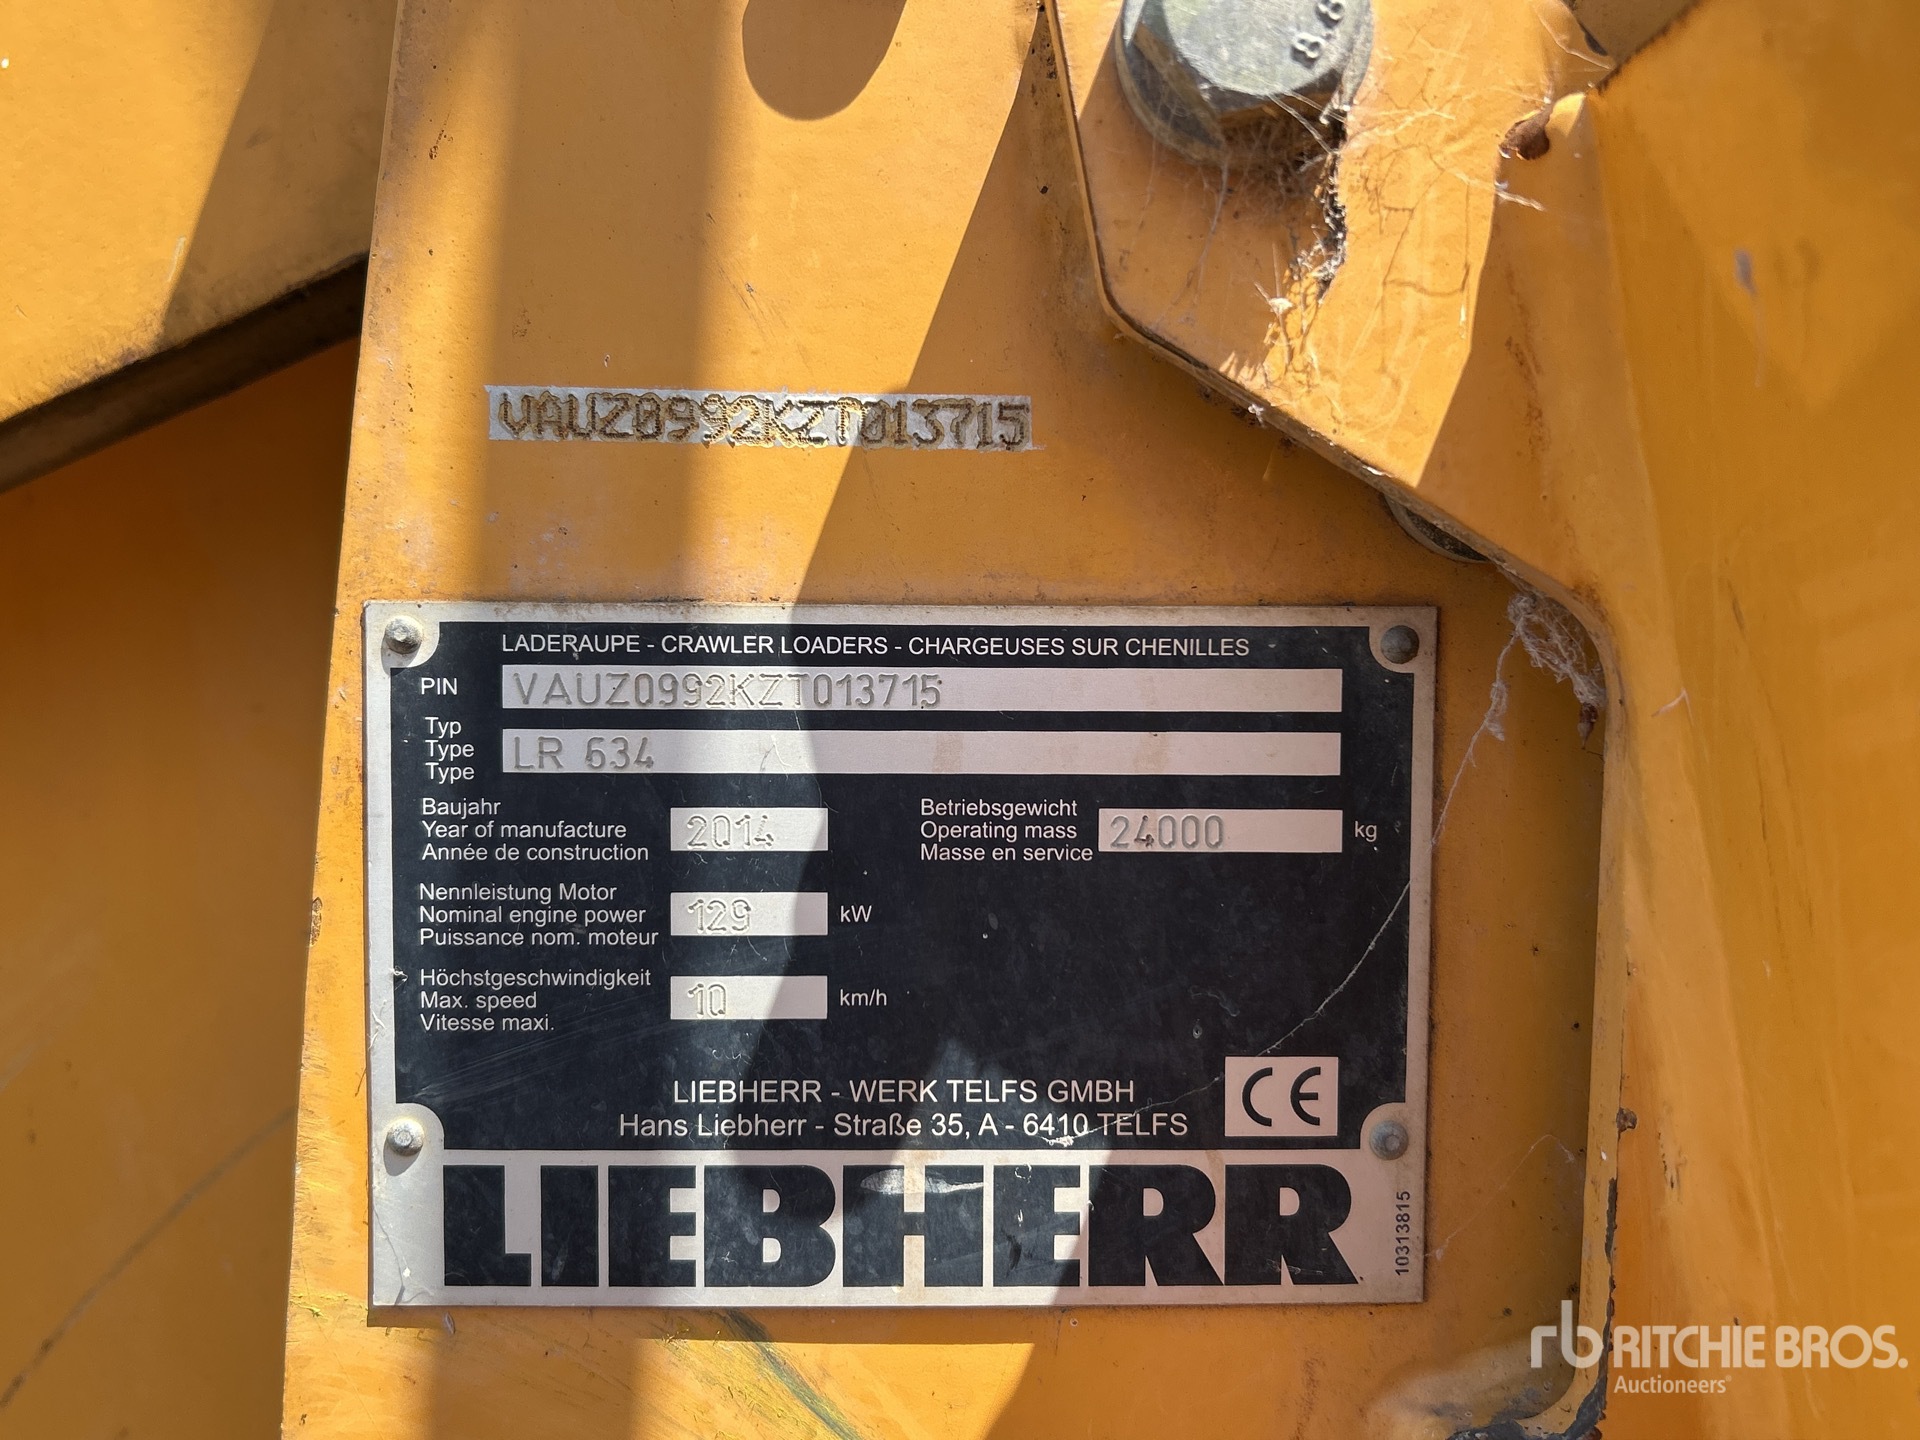 8.8
VAUZ0992KZT013715
LADERAUPE - CRAWLER LOADERS - CHARGEUSES SUR CHENILLES
PIN VAUZ0992KZT013715
Typ
Type LR 634
Type
Baujahr
Year of manufacture 2014
Année de construction
Betriebsgewicht
Operating mass 24000 kg
Masse en service
Nennleistung Motor
Nominal engine power 129 kW
Puissance nom. moteur
Höchstgeschwindigkeit
Max. speed 10 km/h
Vitesse maxi.
LIEBHERR - WERK TELFS GMBH
Hans Liebherr - Straße 35, A - 6410 TELFS
CE
LIEBHERR
10313815
rb RITCHIE BROS.
Auctioneers